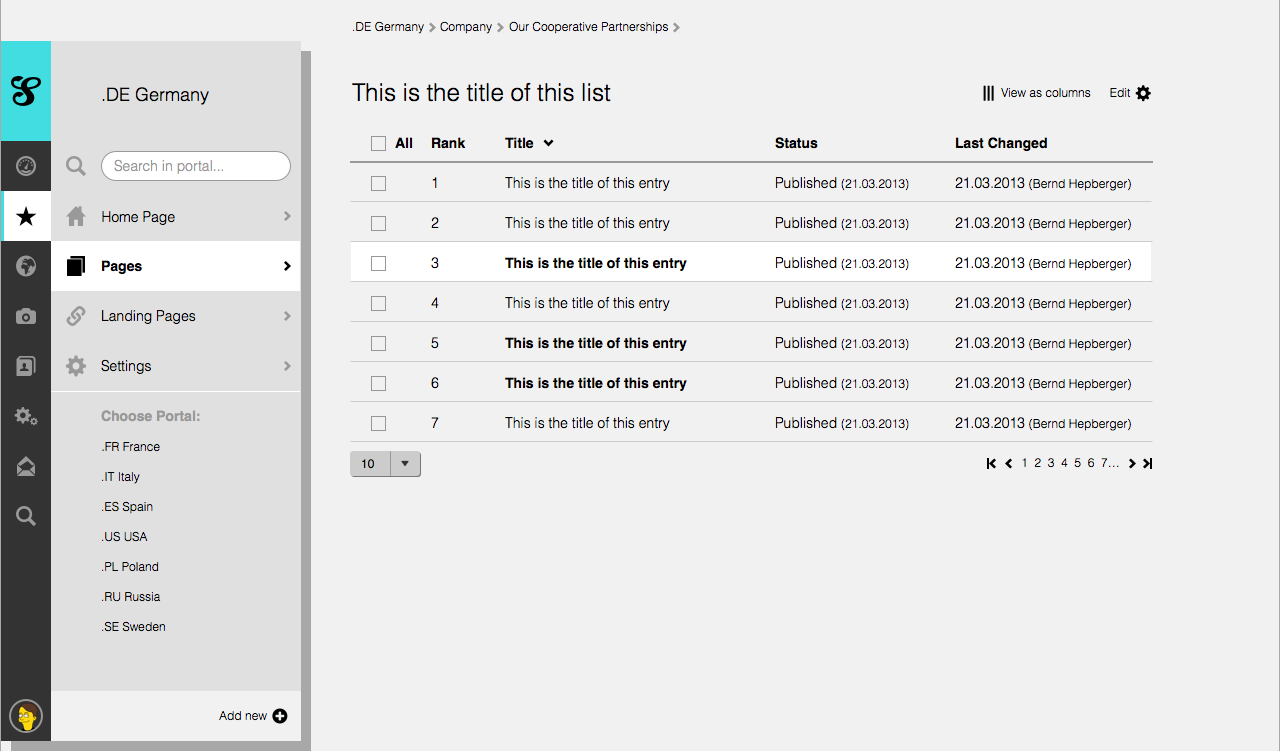 .DE Germany Company Our Cooperative Partnerships
.DE Germany
Search in portal...
Home Page
Pages
Landing Pages
Settings
Choose Portal:
.FR France
.IT Italy
.ES Spain
.US USA
.PL Poland
.RU Russia
.SE Sweden
Add new
This is the title of this list
View as columns Edit
All Rank Title Status Last Changed
1 This is the title of this entry Published (21.03.2013) 21.03.2013 (Bernd Hepberger)
2 This is the title of this entry Published (21.03.2013) 21.03.2013 (Bernd Hepberger)
3 This is the title of this entry Published (21.03.2013) 21.03.2013 (Bernd Hepberger)
4 This is the title of this entry Published (21.03.2013) 21.03.2013 (Bernd Hepberger)
5 This is the title of this entry Published (21.03.2013) 21.03.2013 (Bernd Hepberger)
6 This is the title of this entry Published (21.03.2013) 21.03.2013 (Bernd Hepberger)
7 This is the title of this entry Published (21.03.2013) 21.03.2013 (Bernd Hepberger)
10
1 2 3 4 5 6 7...